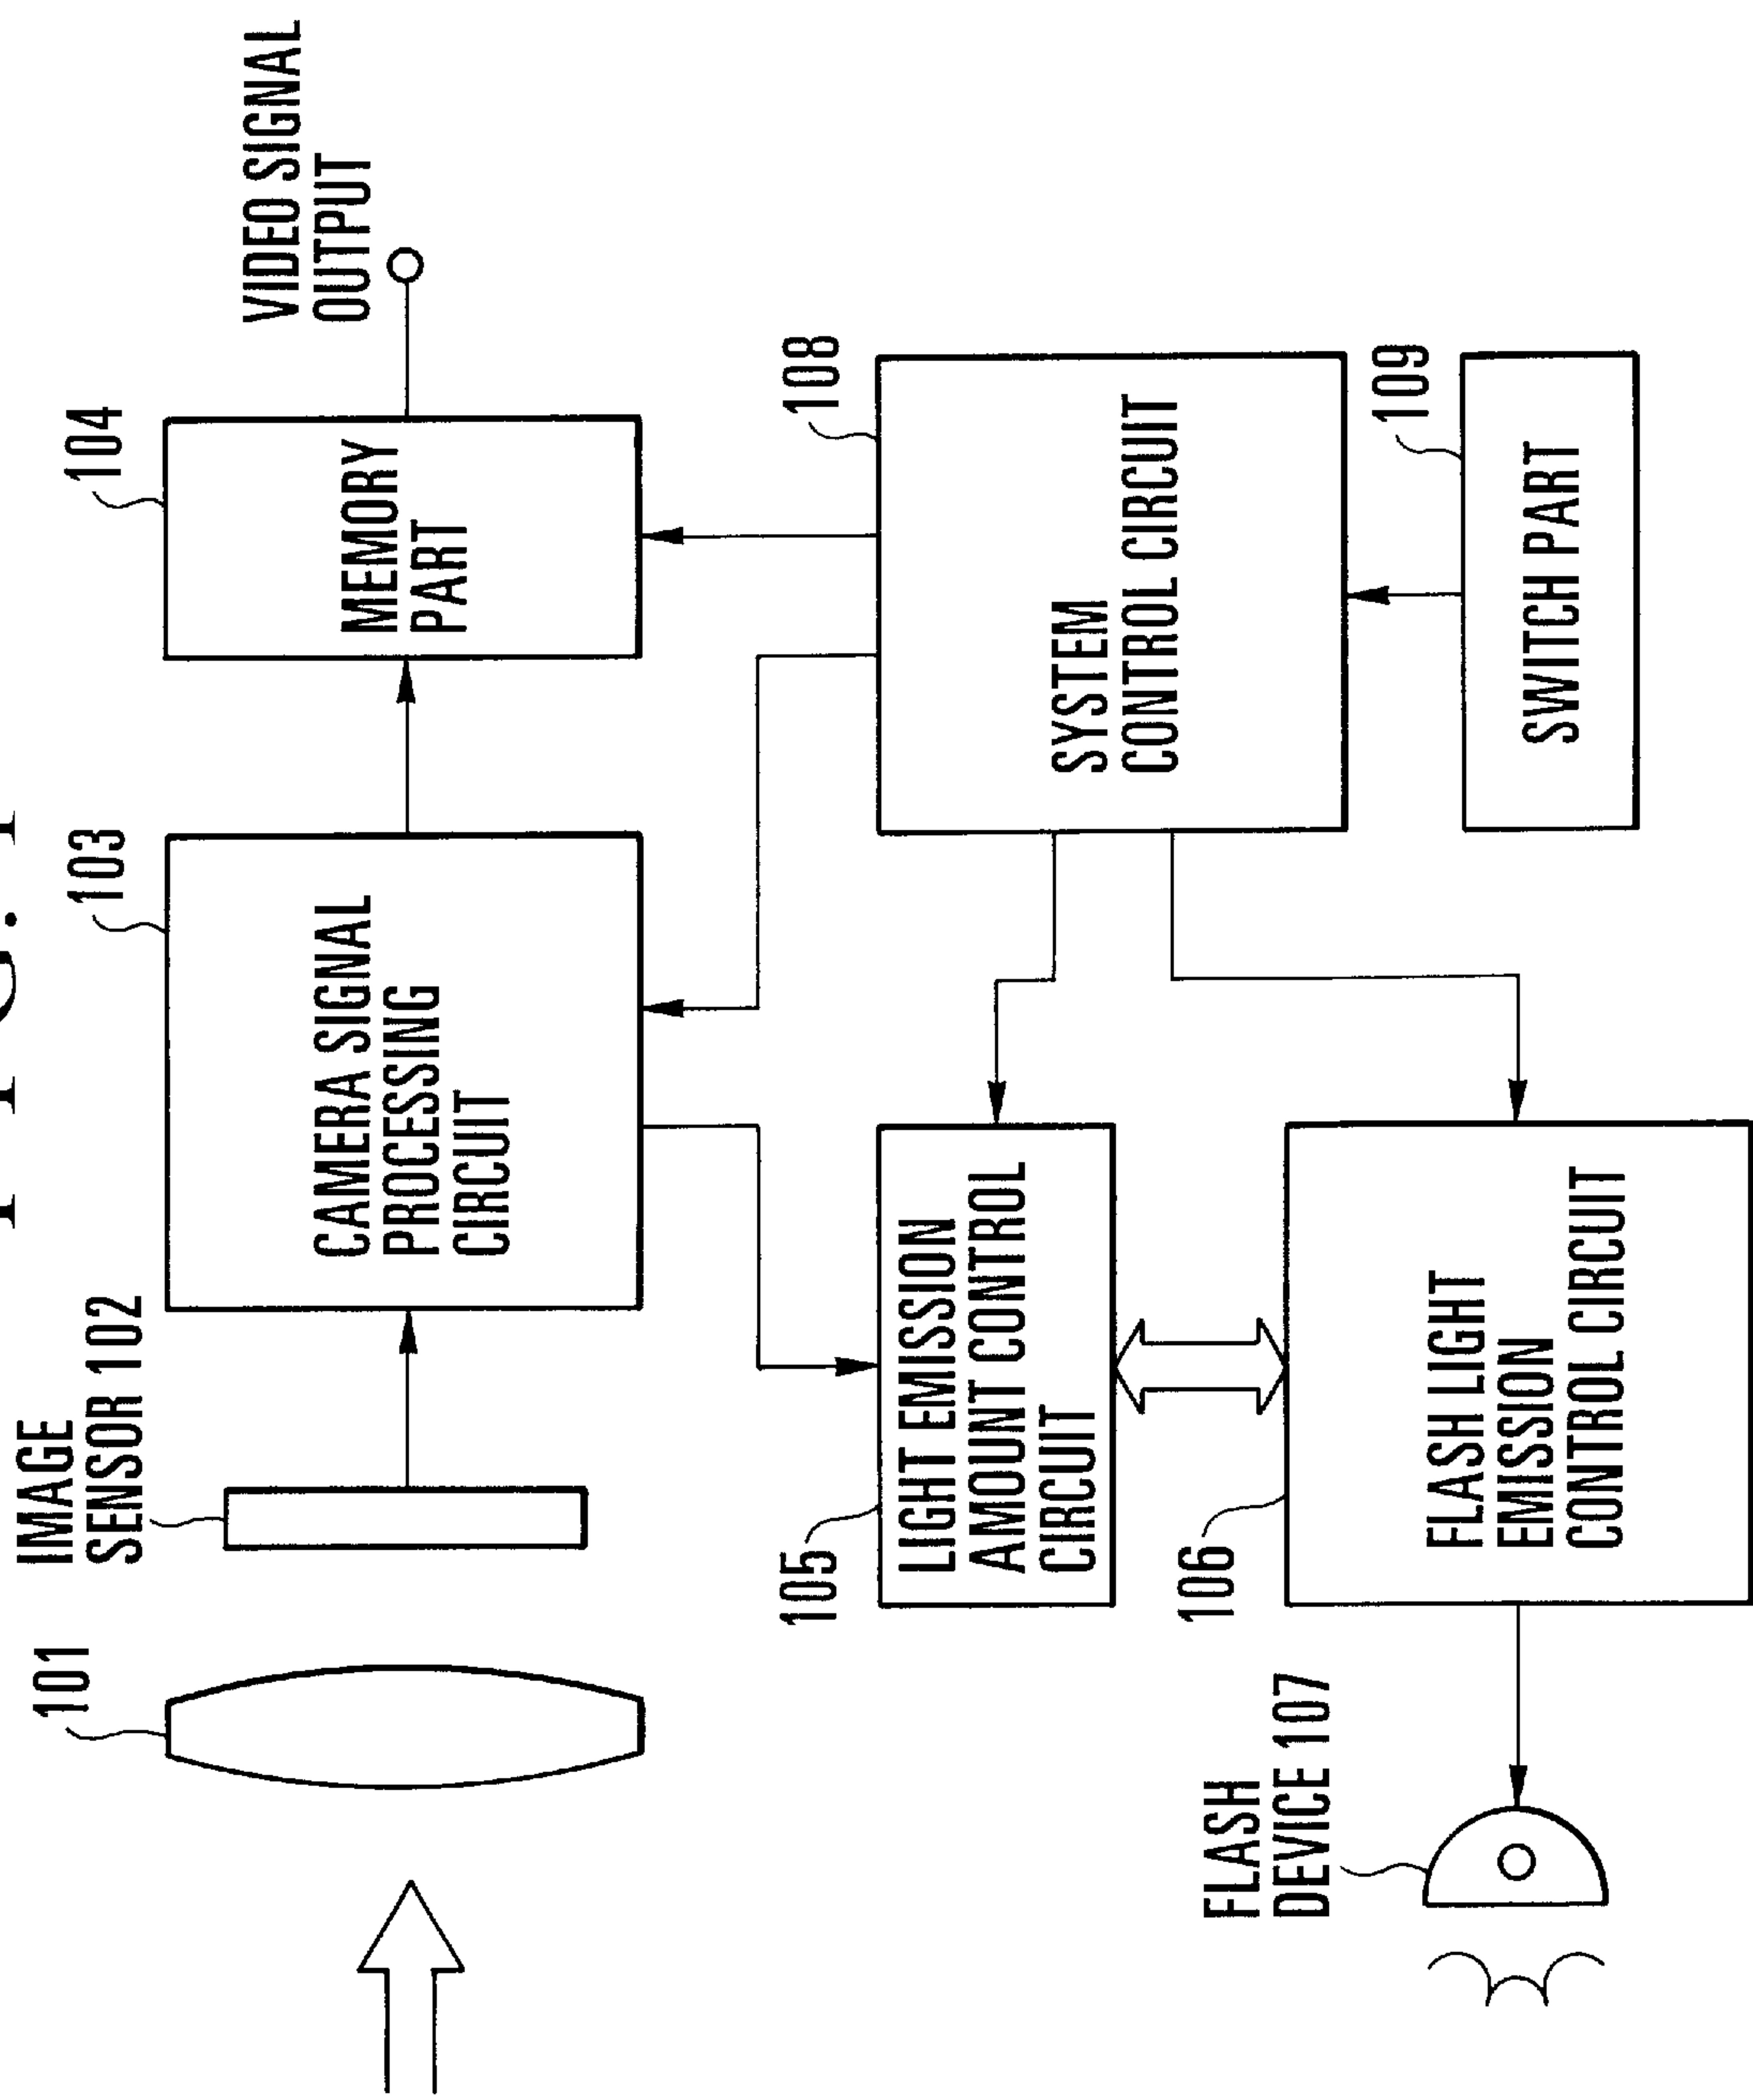 101
IMAGE
SENSOR 102
103
CAMERA SIGNAL
PROCESSING
CIRCUIT
104
MEMORY
PART
VIDEO SIGNAL
OUTPUT
105
LIGHT EMISSION
AMOUNT CONTROL
CIRCUIT
108
SYSTEM
CONTROL CIRCUIT
FLASH
DEVICE 107
106
FLASH LIGHT
EMISSION
CONTROL CIRCUIT
109
SWITCH PART